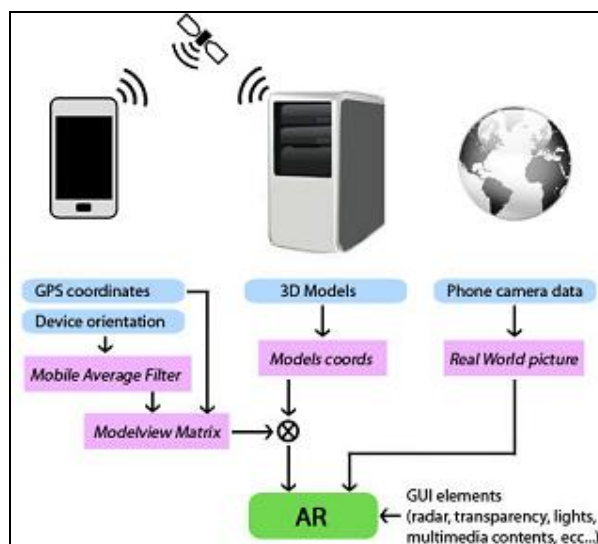 GPS coordinates
Device orientation
Mobile Average Filter
Modelview Matrix
3D Models
Models coords
Phone camera data
Real World picture
AR
GUI elements
(radar, transparency, lights,
multimedia contents, ecc...)